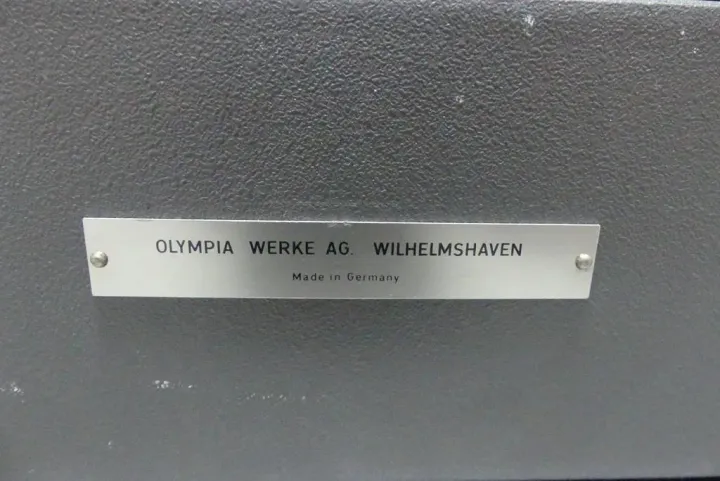 OLYMPIA WERKE AG. WILHELMSHAVEN
Made in Germany